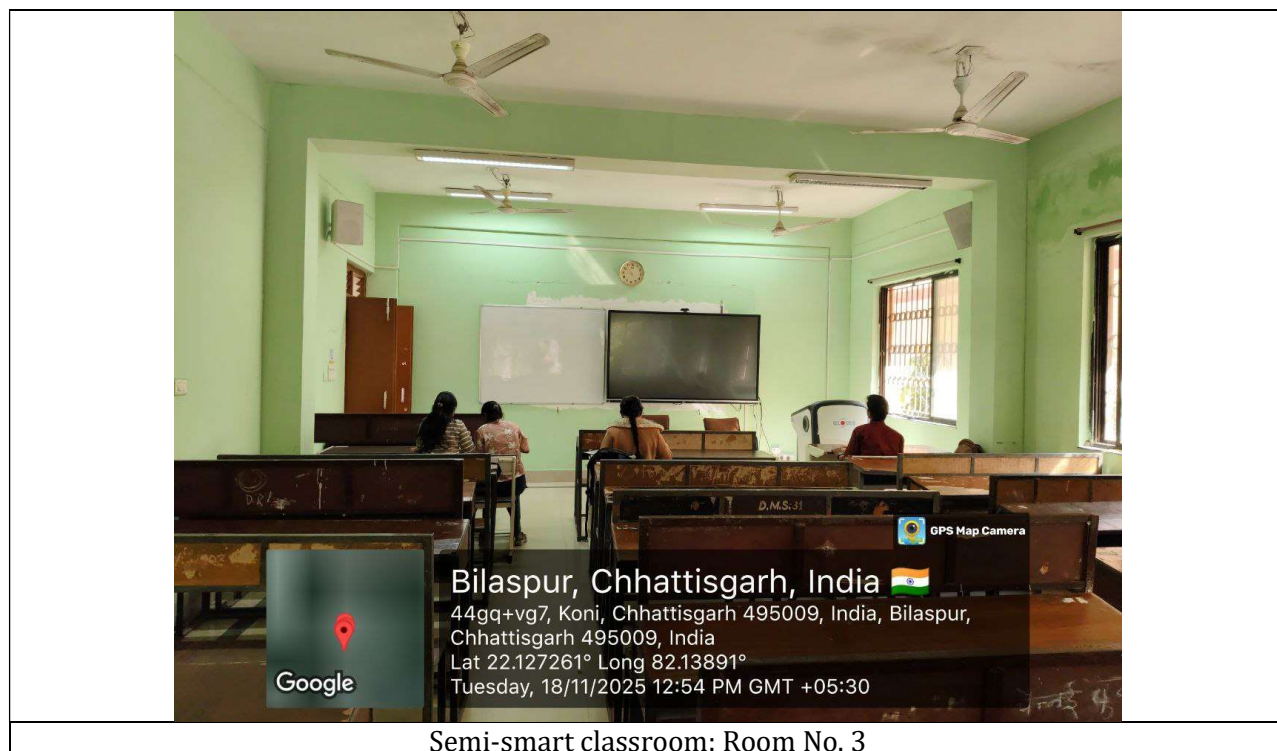 D.R/
D.M.S:31
GPS Map Camera
Bilaspur, Chhattisgarh, India
44gq+vg7, Koni, Chhattisgarh 495009, India, Bilaspur,
Chhattisgarh 495009, India
Lat 22.127261° Long 82.13891°
Tuesday, 18/11/2025 12:54 PM GMT +05:30
Google
Semi-smart classroom: Room No. 3